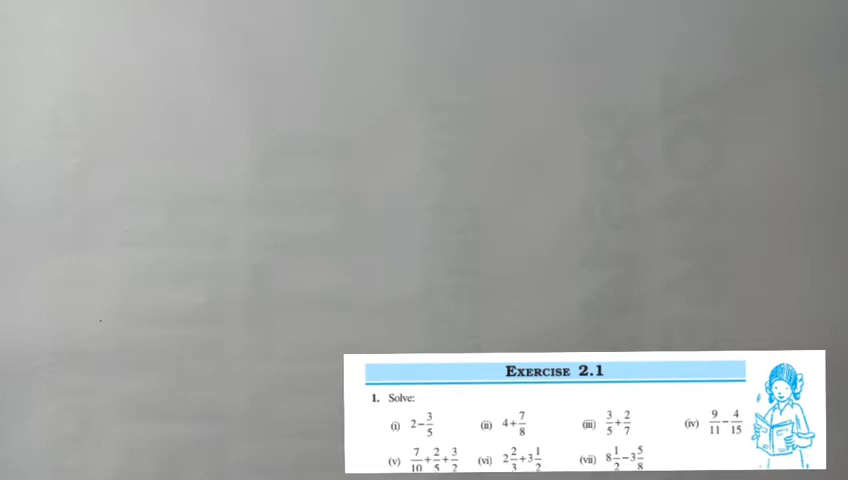 EXERCISE 2.1
1. Solve:
(i) 2 - 3/5 (ii) 4 + 7/8 (iii) 3/5 + 2/7 (iv) 9/11 - 4/15
(v) 7/10 + 2/5 + 3/2 (vi) 2 2/3 + 3 1/2 (vii) 8 1/2 - 3 5/8